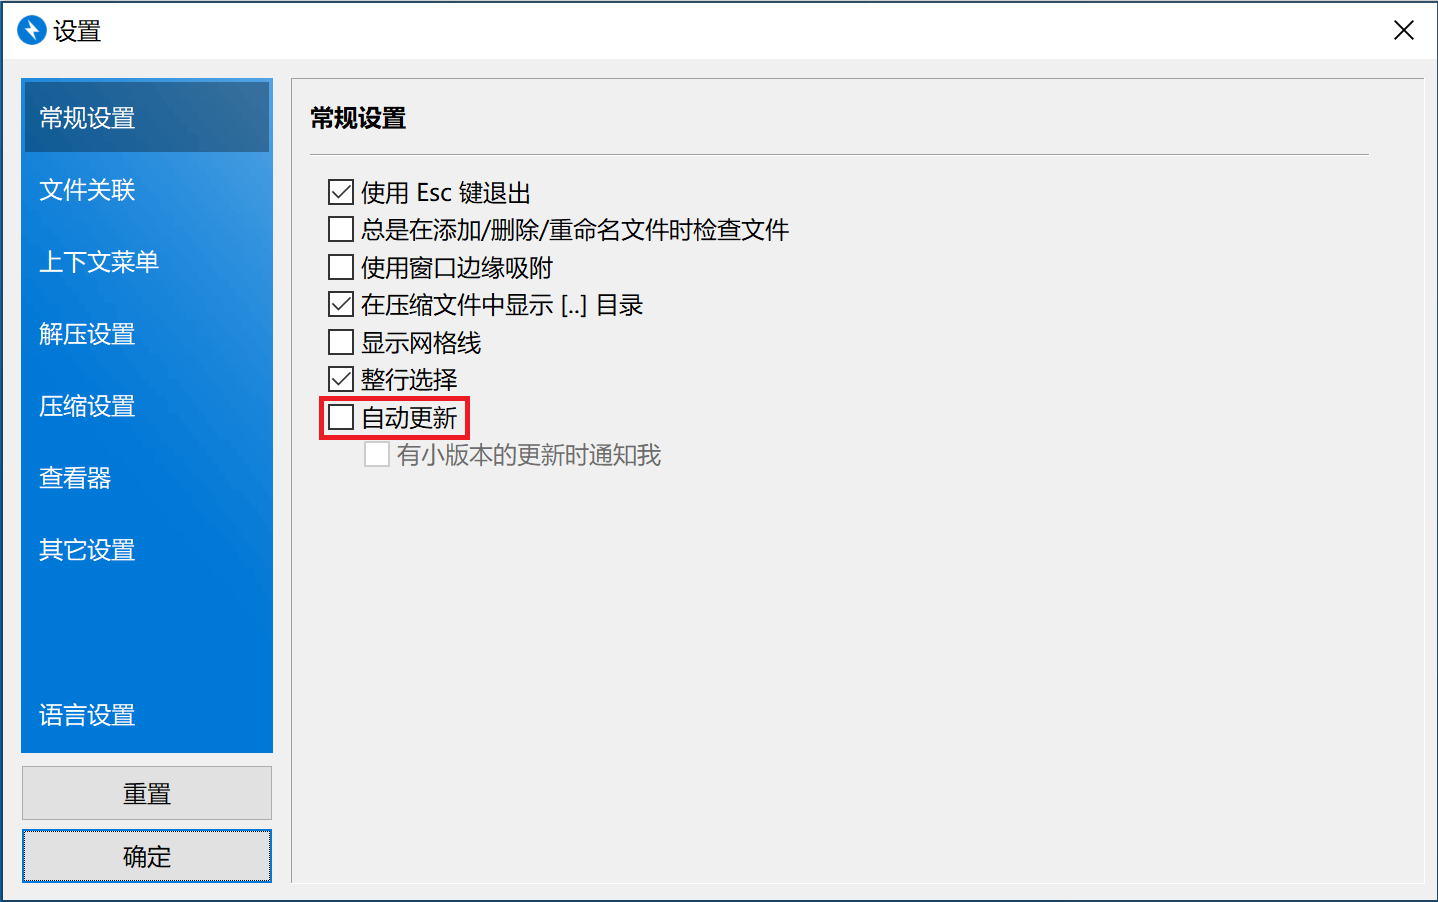 设置
常规设置
文件关联
上下文菜单
解压设置
压缩设置
查看器
其它设置
语言设置
重置
确定
常规设置
使用 Esc 键退出
总是在添加/删除/重命名文件时检查文件
使用窗口边缘吸附
在压缩文件中显示 [..] 目录
显示网格线
整行选择
自动更新
有小版本的更新时通知我